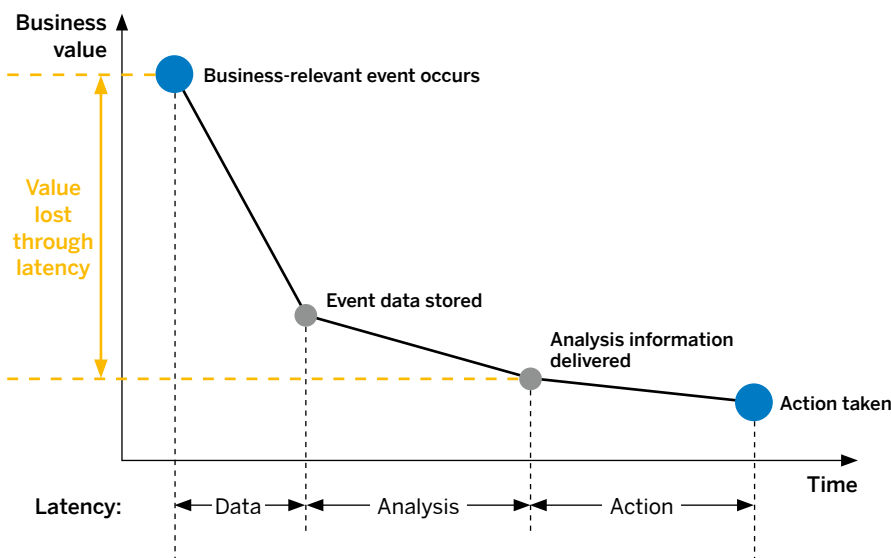 Business
value
Business-relevant event occurs
Value
lost
through
latency
Event data stored
Analysis information
delivered
Action taken
Time
Latency: Data Analysis Action